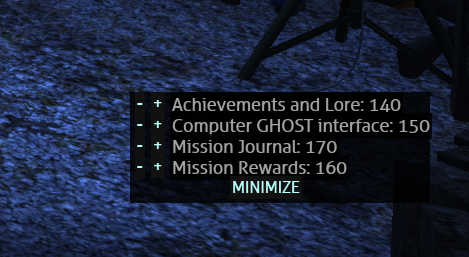 - + Achievements and Lore: 140
- + Computer GHOST interface: 150
- + Mission Journal: 170
- + Mission Rewards: 160
MINIMIZE